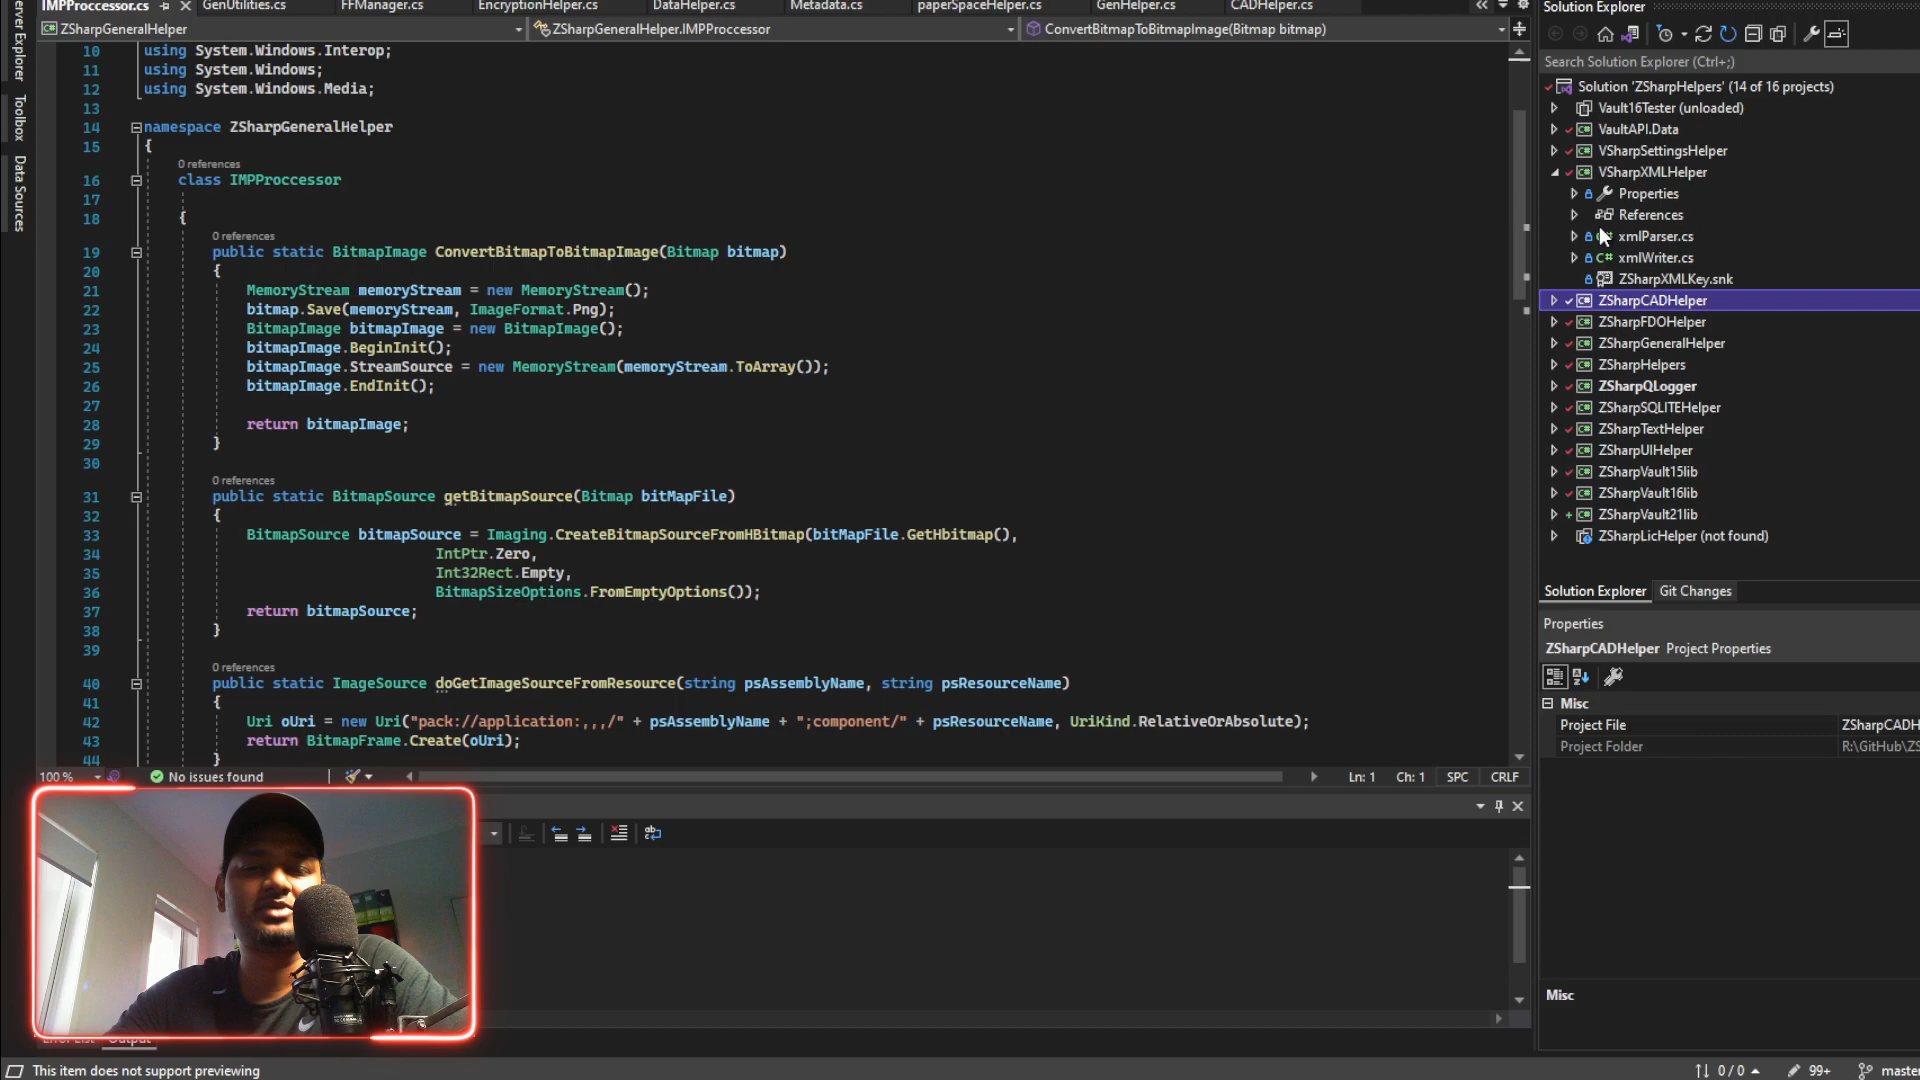 IMPProccessor.cs
GenUtilities.cs
FFManager.cs
EncryptionHelper.cs
DataHelper.cs
Metadata.cs
paperSpaceHelper.cs
GenHelper.cs
CADHelper.cs
ZSharpGeneralHelper
ZSharpGeneralHelper.IMPProccessor
ConvertBitmapToBitmapImage(Bitmap bitmap)
Server Explorer
Toolbox
Data Sources
10 using System.Windows.Interop;
11 using System.Windows;
12 using System.Windows.Media;
13
14 namespace ZSharpGeneralHelper
15 {
0 references
16 class IMPProccessor
17
18 {
0 references
19 public static BitmapImage ConvertBitmapToBitmapImage(Bitmap bitmap)
20 {
21 MemoryStream memoryStream = new MemoryStream();
22 bitmap.Save(memoryStream, ImageFormat.Png);
23 BitmapImage bitmapImage = new BitmapImage();
24 bitmapImage.BeginInit();
25 bitmapImage.StreamSource = new MemoryStream(memoryStream.ToArray());
26 bitmapImage.EndInit();
27
28 return bitmapImage;
29 }
30
0 references
31 public static BitmapSource getBitmapSource(Bitmap bitMapFile)
32 {
33 BitmapSource bitmapSource = Imaging.CreateBitmapSourceFromHBitmap(bitMapFile.GetHbitmap(),
34 IntPtr.Zero,
35 Int32Rect.Empty,
36 BitmapSizeOptions.FromEmptyOptions());
37 return bitmapSource;
38 }
39
0 references
40 public static ImageSource doGetImageSourceFromResource(string psAssemblyName, string psResourceName)
41 {
42 Uri oUri = new Uri("pack://application:,,,/" + psAssemblyName + ";component/" + psResourceName, UriKind.RelativeOrAbsolute);
43 return BitmapFrame.Create(oUri);
44 }
100 %
No issues found
Ln: 1
Ch: 1
SPC
CRLF
Error List
Output
Solution Explorer
Search Solution Explorer (Ctrl+;)
Solution 'ZSharpHelpers' (14 of 16 projects)
Vault16Tester (unloaded)
VaultAPI.Data
VSharpSettingsHelper
VSharpXMLHelper
Properties
References
xmlParser.cs
C# xmlWriter.cs
ZSharpXMLKey.snk
ZSharpCADHelper
ZSharpFDOHelper
ZSharpGeneralHelper
ZSharpHelpers
ZSharpQLogger
ZSharpSQLITEHelper
ZSharpTextHelper
ZSharpUIHelper
ZSharpVault15lib
ZSharpVault16lib
ZSharpVault21lib
ZSharpLicHelper (not found)
Solution Explorer
Git Changes
Properties
ZSharpCADHelper Project Properties
Misc
Project File
ZSharpCADH
Project Folder
R:\GitHub\ZS
Misc
This item does not support previewing
0 / 0
99+
master